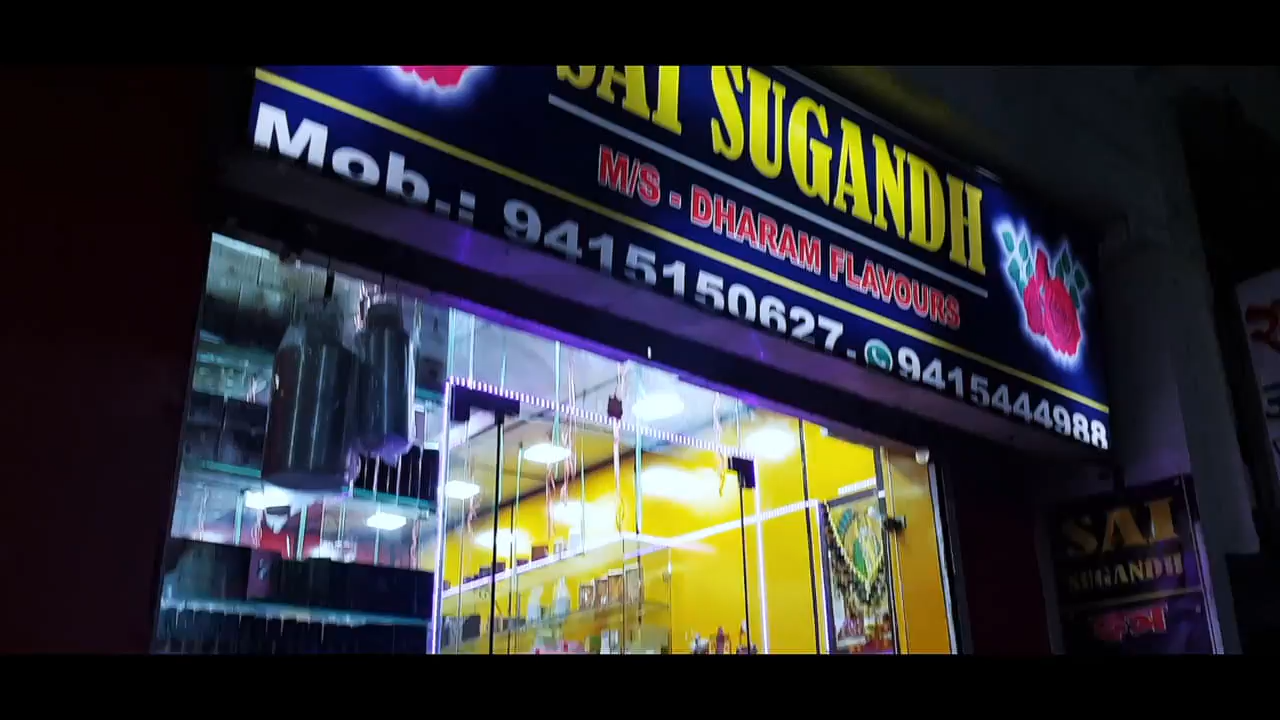 SAI SUGANDH
M/S - DHARAM FLAVOURS
Mob.: 9415150627. 9415444988
SAI
SUGANDH